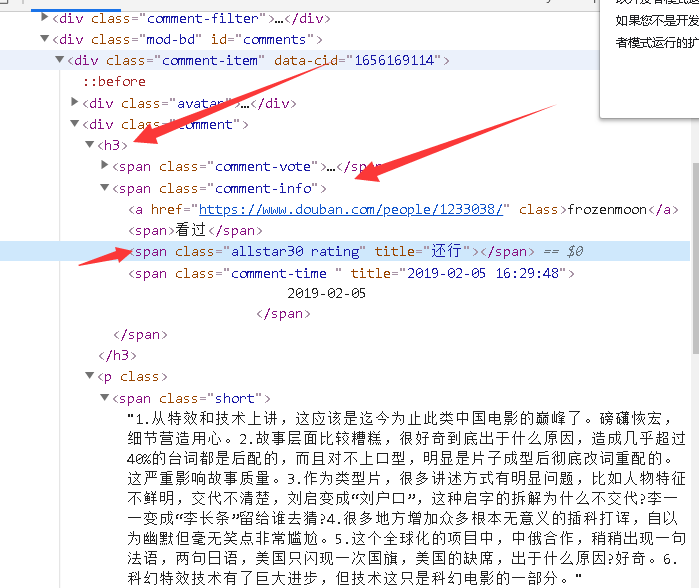 以开发者模式运
如果您不是开发
者模式运行的扩
<div class="comment-filter">…</div>
<div class="mod-bd" id="comments">
<div class="comment-item" data-cid="1656169114">
::before
<div class="avatar">…</div>
<div class="comment">
<h3>
<span class="comment-vote">…</span>
<span class="comment-info">
<a href="https://www.douban.com/people/1233038/" class>frozenmoon</a>
<span>看过</span>
<span class="allstar30 rating" title="还行"></span> == $0
<span class="comment-time " title="2019-02-05 16:29:48">
2019-02-05
</span>
</span>
</h3>
<p class>
<span class="short">
"1.从特效和技术上讲，这应该是迄今为止此类中国电影的巅峰了。磅礴恢宏，
细节营造用心。2.故事层面比较糟糕，很好奇到底出于什么原因，造成几乎超过
40%的台词都是后配的，而且对不上口型，明显是片子成型后彻底改词重配的。
这严重影响故事质量。3.作为类型片，很多讲述方式有明显问题，比如人物特征
不鲜明，交代不清楚，刘启变成“刘户口”，这种启字的拆解为什么不交代?李一
一变成“李长条”留给谁去猜?4.很多地方增加众多根本无意义的插科打诨，自以
为幽默但毫无笑点非常尴尬。5.这个全球化的项目中，中俄合作，稍稍出现一句
法语，两句日语，美国只闪现一次国旗，美国的缺席，出于什么原因?好奇。6.
科幻特效技术有了巨大进步，但技术这只是科幻电影的一部分。"